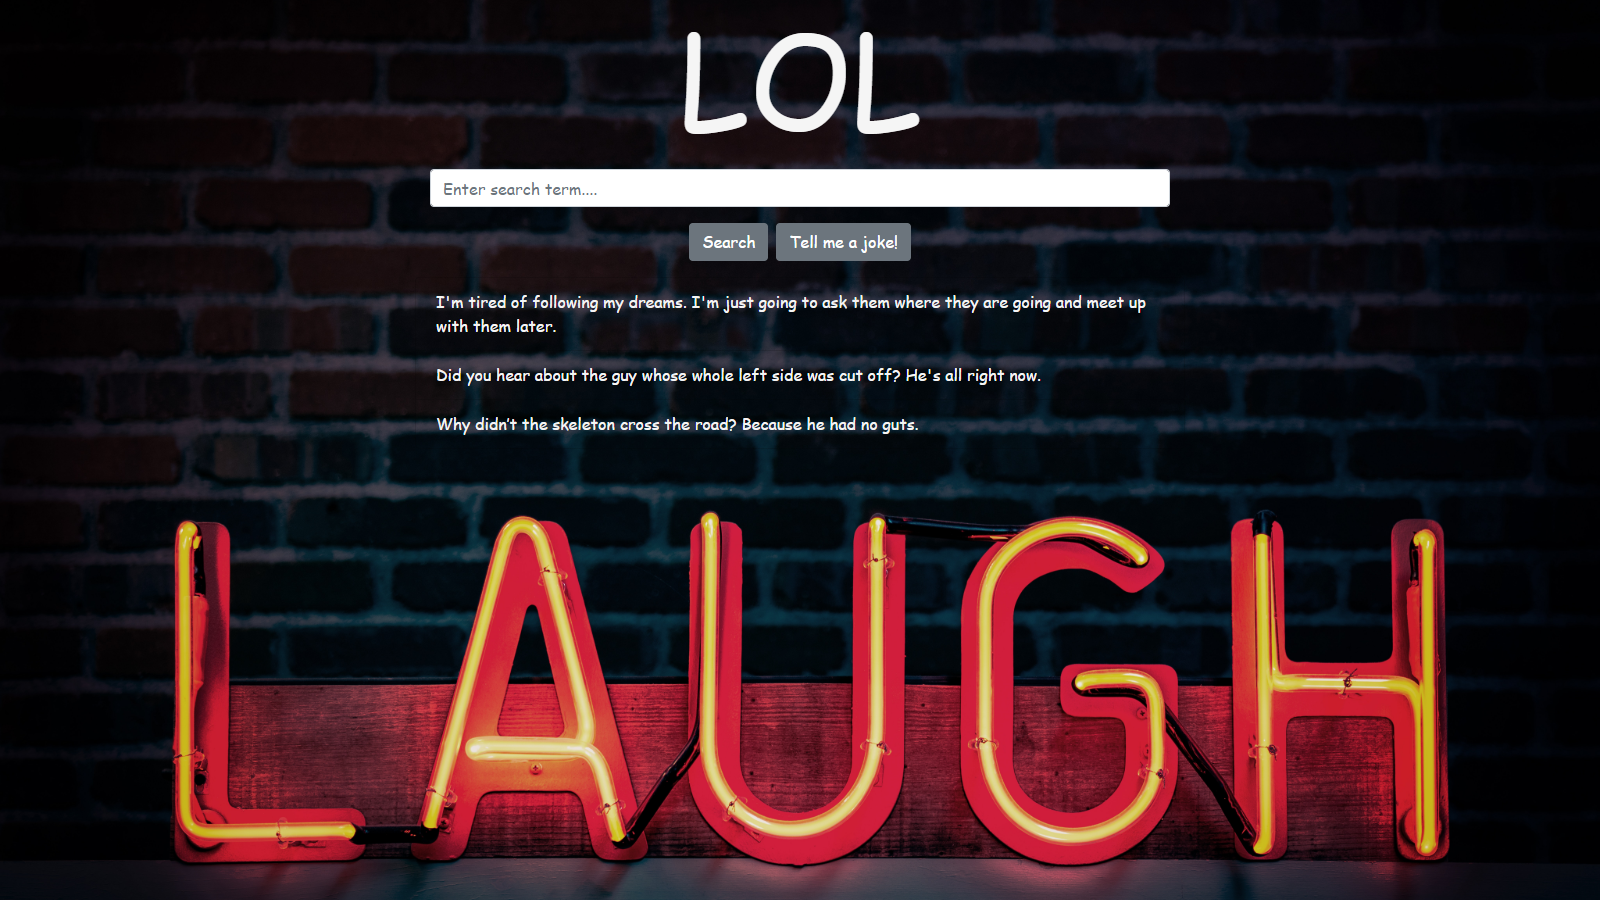 LOL
Enter search term....
Search Tell me a joke!
I'm tired of following my dreams. I'm just going to ask them where they are going and meet up
with them later.
Did you hear about the guy whose whole left side was cut off? He's all right now.
Why didn't the skeleton cross the road? Because he had no guts.
LAUGH